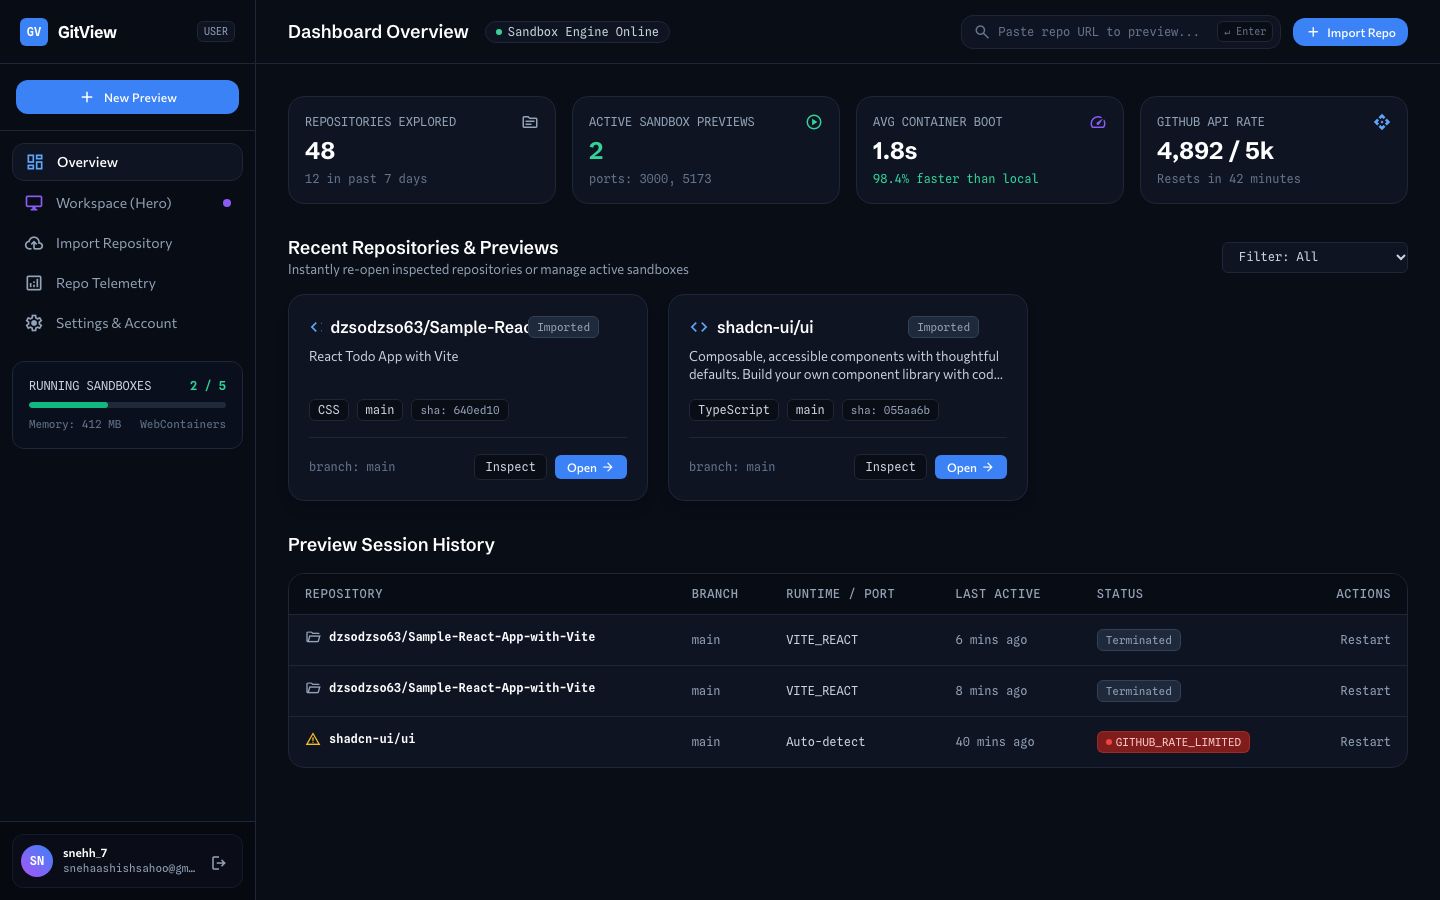 GV GitView USER
New Preview
Overview
Workspace (Hero)
Import Repository
Repo Telemetry
Settings & Account
RUNNING SANDBOXES 2 / 5
Memory: 412 MB WebContainers
SN snehh_7
snehaashishsahoo@gm…
Dashboard Overview Sandbox Engine Online Paste repo URL to preview... ↵ Enter Import Repo
REPOSITORIES EXPLORED
48
12 in past 7 days
ACTIVE SANDBOX PREVIEWS
2
ports: 3000, 5173
AVG CONTAINER BOOT
1.8s
98.4% faster than local
GITHUB API RATE
4,892 / 5k
Resets in 42 minutes
Recent Repositories & Previews
Instantly re-open inspected repositories or manage active sandboxes
Filter: All
dzsodzso63/Sample-Reac Imported
React Todo App with Vite
CSS main sha: 640ed10
branch: main Inspect Open →
shadcn-ui/ui Imported
Composable, accessible components with thoughtful
defaults. Build your own component library with cod…
TypeScript main sha: 055aa6b
branch: main Inspect Open →
Preview Session History
REPOSITORY BRANCH RUNTIME / PORT LAST ACTIVE STATUS ACTIONS
dzsodzso63/Sample-React-App-with-Vite main VITE_REACT 6 mins ago Terminated Restart
dzsodzso63/Sample-React-App-with-Vite main VITE_REACT 8 mins ago Terminated Restart
shadcn-ui/ui main Auto-detect 40 mins ago GITHUB_RATE_LIMITED Restart